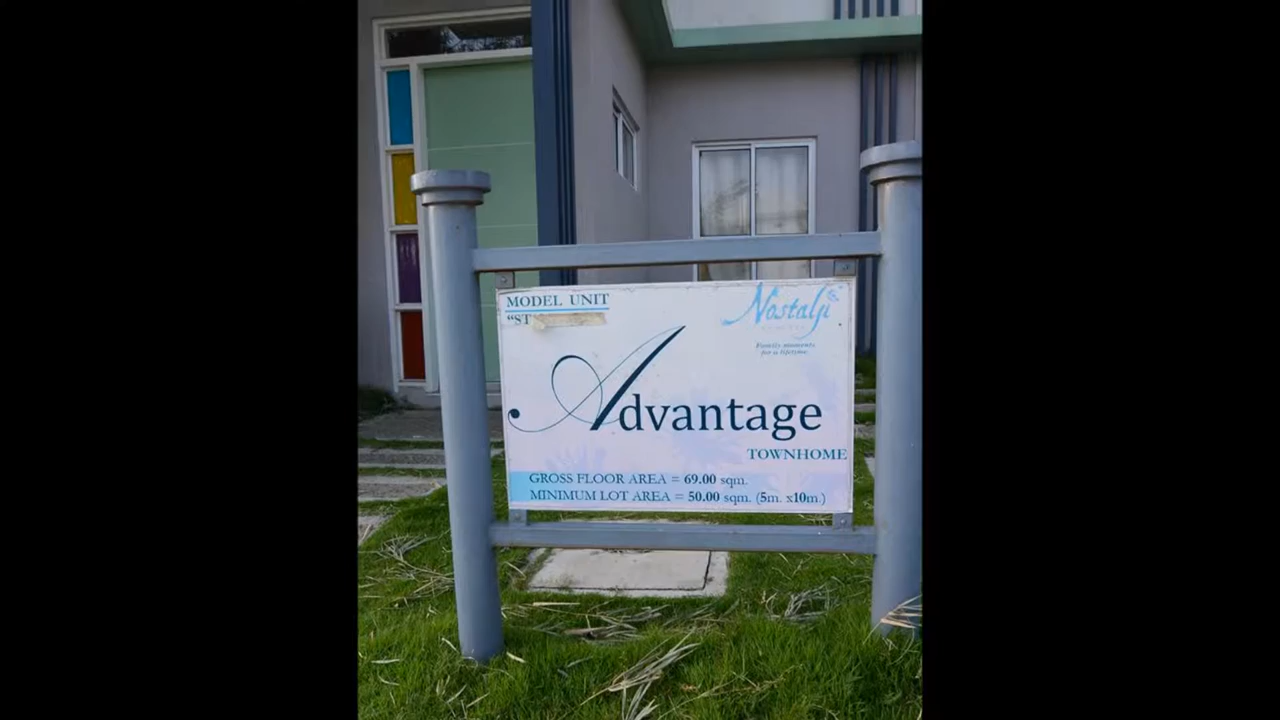 MODEL UNIT
Nostalji
Family moments
for a lifetime
Advantage
TOWNHOME
GROSS FLOOR AREA = 69.00 sqm.
MINIMUM LOT AREA = 50.00 sqm. (5m. x10m.)